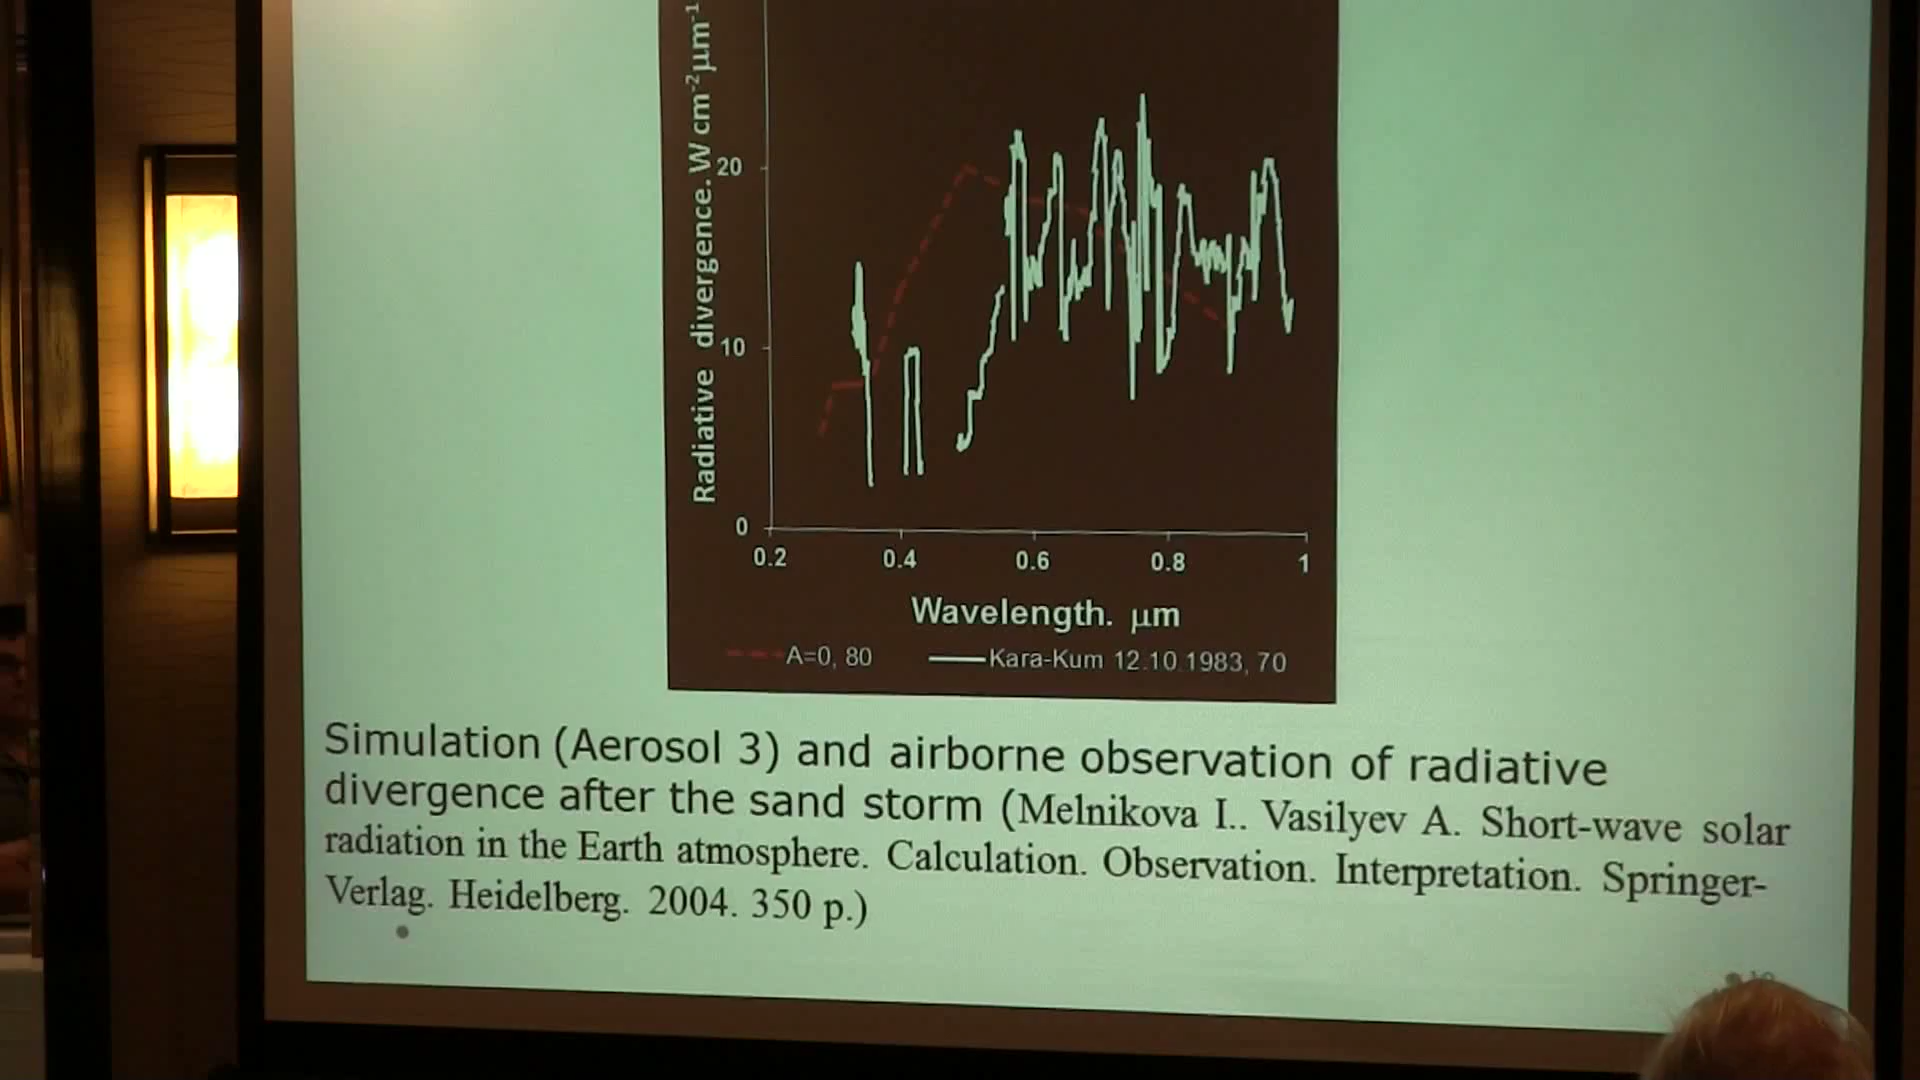 Radiative divergence. W cm⁻² μm⁻¹
20
10
0
0.2 0.4 0.6 0.8 1
Wavelength. μm
A=0, 80 Kara-Kum 12.10 1983, 70
Simulation (Aerosol 3) and airborne observation of radiative
divergence after the sand storm (Melnikova I.. Vasilyev A. Short-wave solar
radiation in the Earth atmosphere. Calculation. Observation. Interpretation. Springer-
Verlag. Heidelberg. 2004. 350 p.)